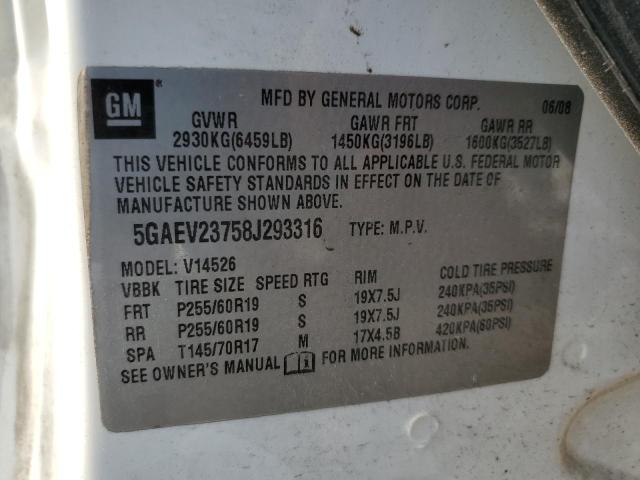 GM
MFD BY GENERAL MOTORS CORP. 06/08
GVWR GAWR FRT GAWR RR
2930KG(6459LB) 1450KG(3196LB) 1600KG(3527LB)
THIS VEHICLE CONFORMS TO ALL APPLICABLE U.S. FEDERAL MOTOR
VEHICLE SAFETY STANDARDS IN EFFECT ON THE DATE OF
MANUFACTURE SHOWN ABOVE.
5GAEV23758J293316 TYPE: M.P.V.
MODEL: V14526
VBBK TIRE SIZE SPEED RTG RIM COLD TIRE PRESSURE
FRT P255/60R19 S 19X7.5J 240KPA(35PSI)
RR P255/60R19 S 19X7.5J 240KPA(35PSI)
SPA T145/70R17 M 17X4.5B 420KPA(60PSI)
SEE OWNER'S MANUAL FOR MORE INFORMATION.